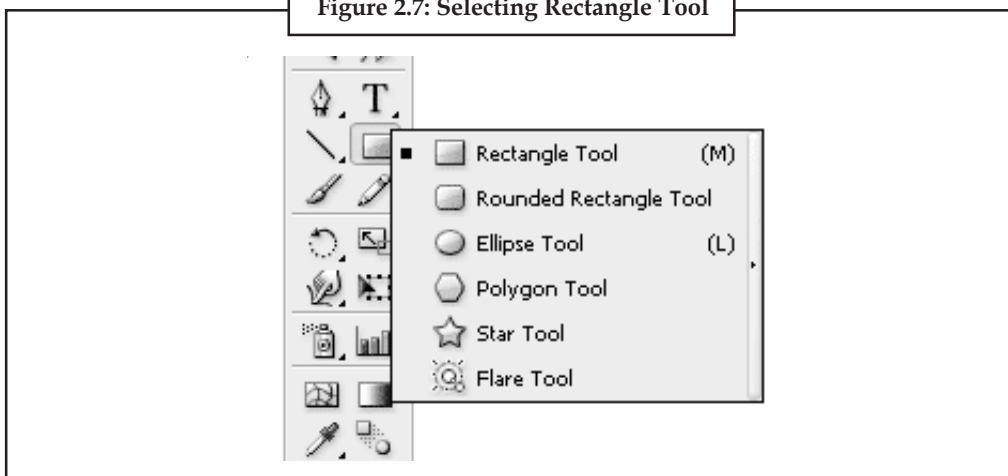 Figure 2.7: Selecting Rectangle Tool
T
Rectangle Tool (M)
Rounded Rectangle Tool
Ellipse Tool (L)
Polygon Tool
Star Tool
Flare Tool